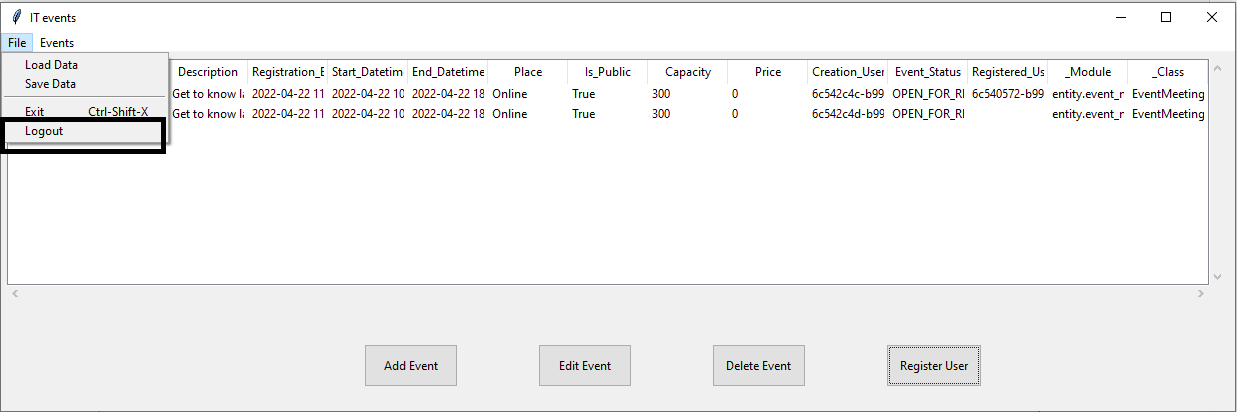 IT events
File Events
Load Data
Save Data
Exit Ctrl-Shift-X
Logout
Description Registration_E Start_Datetim End_Datetime Place Is_Public Capacity Price Creation_User Event_Status Registered_Us _Module _Class
Get to know la 2022-04-22 11 2022-04-22 10 2022-04-22 18 Online True 300 0 6c542c4c-b99 OPEN_FOR_RE 6c540572-b99 entity.event_n EventMeeting
Get to know la 2022-04-22 11 2022-04-22 10 2022-04-22 18 Online True 300 0 6c542c4d-b99 OPEN_FOR_RE entity.event_n EventMeeting
Add Event Edit Event Delete Event Register User